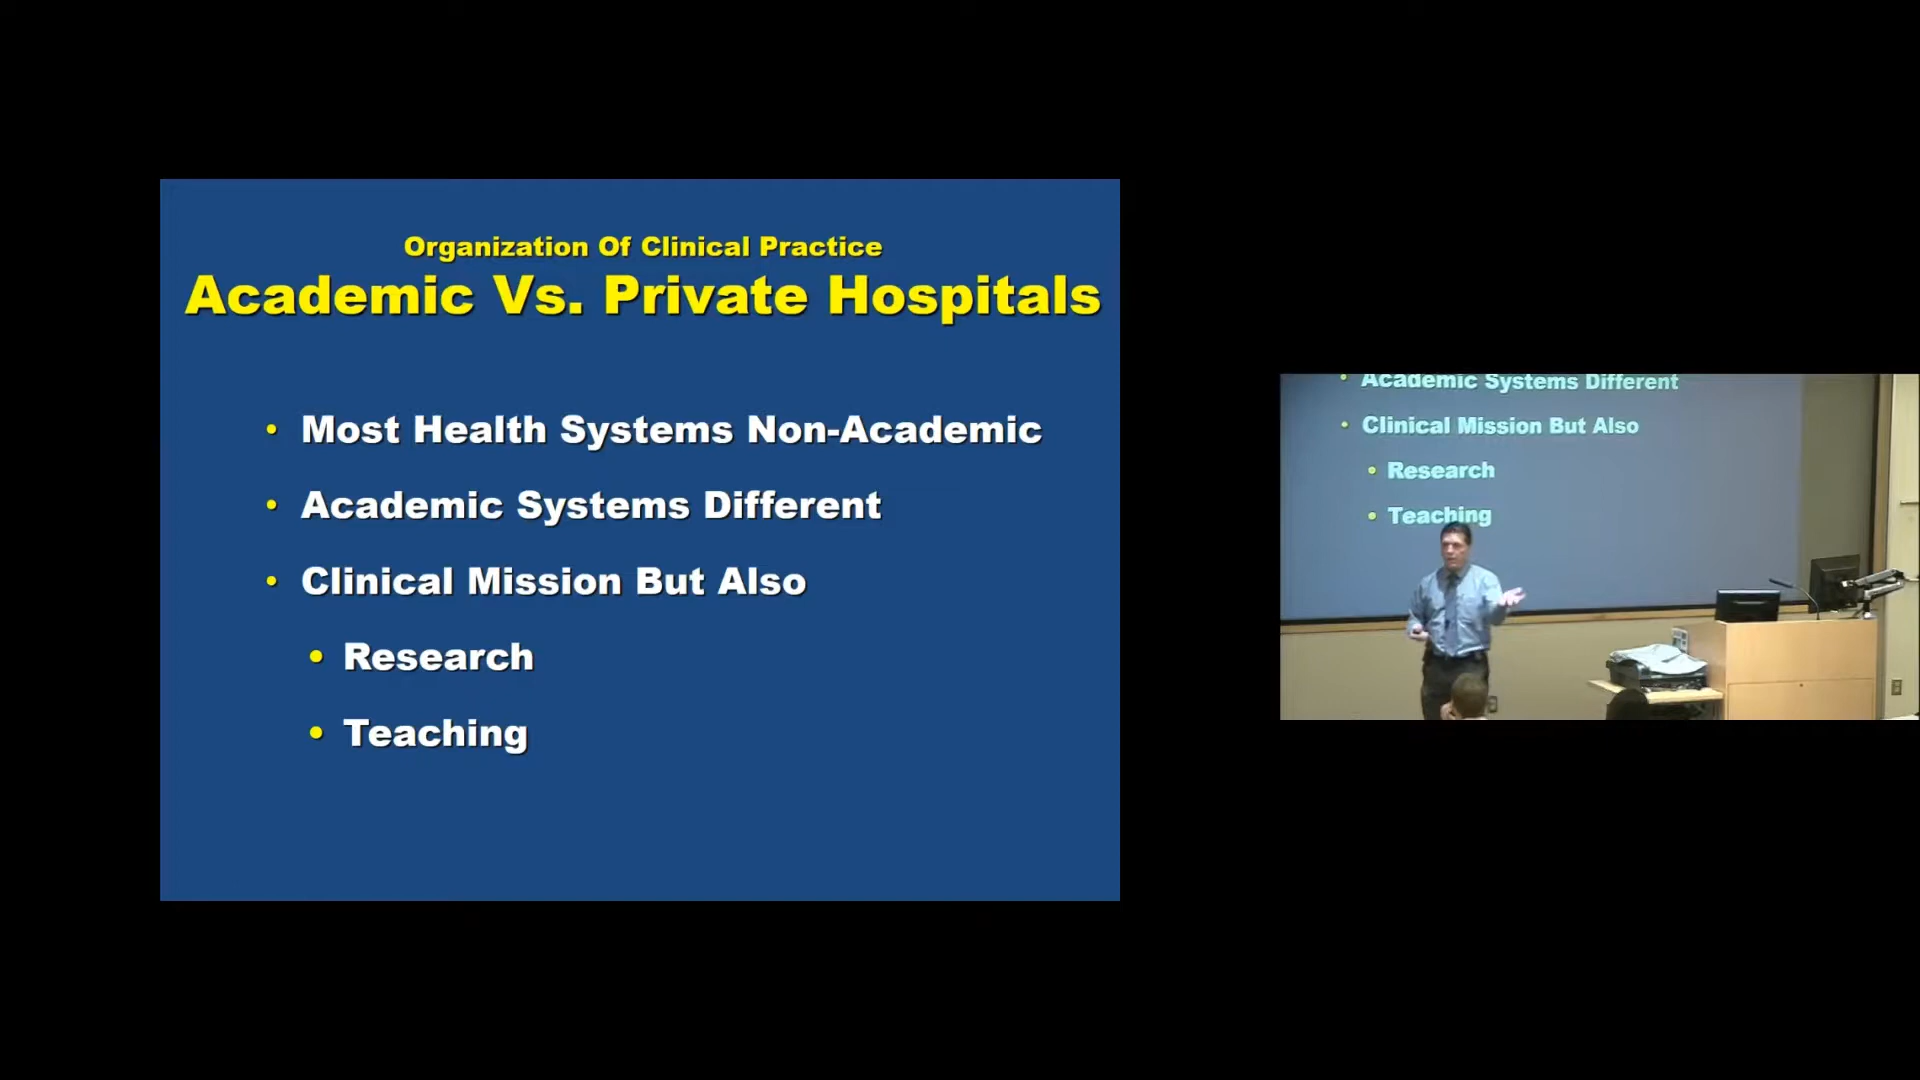 Organization Of Clinical Practice
Academic Vs. Private Hospitals
• Most Health Systems Non-Academic
• Academic Systems Different
• Clinical Mission But Also
• Research
• Teaching
• Academic Systems Different
• Clinical Mission But Also
• Research
• Teaching